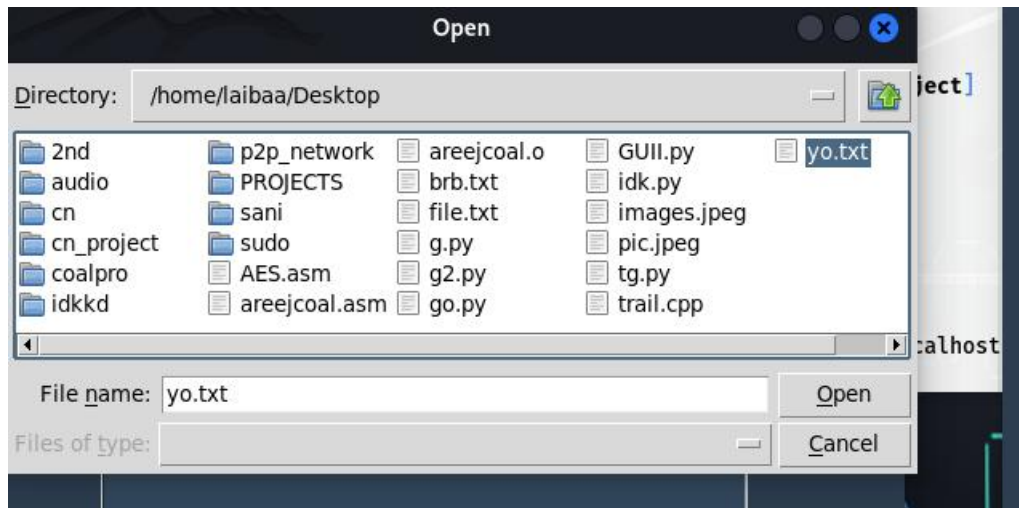 Open
Directory: /home/laibaa/Desktop
ject]
2nd p2p_network areejcoal.o GUII.py yo.txt
audio PROJECTS brb.txt idk.py
cn sani file.txt images.jpeg
cn_project sudo g.py pic.jpeg
coalpro AES.asm g2.py tg.py
idkkd areejcoal.asm go.py trail.cpp
calhost
File name: yo.txt Open
Files of type: Cancel